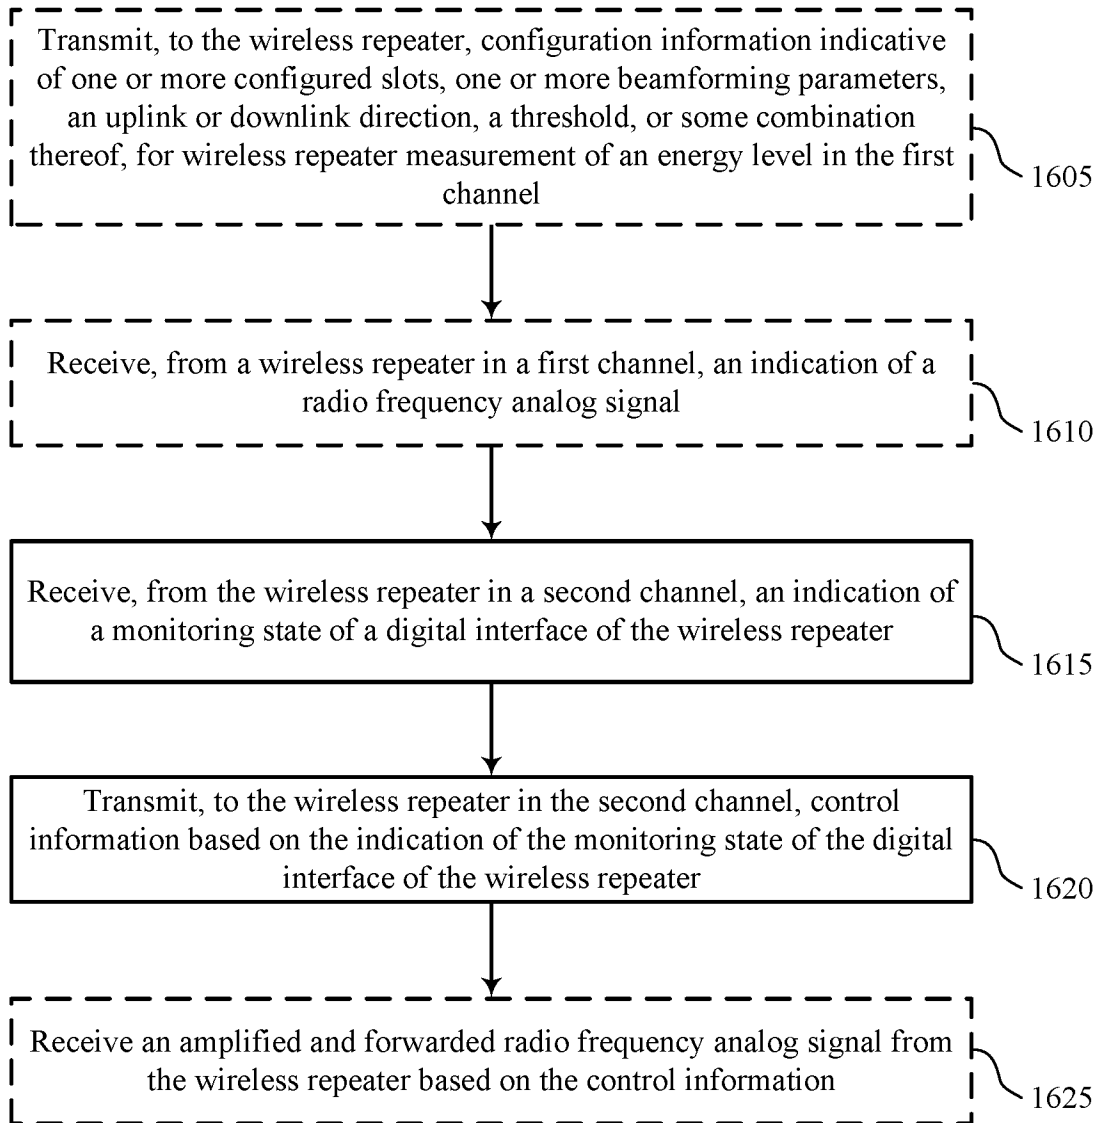 Transmit, to the wireless repeater, configuration information indicative
of one or more configured slots, one or more beamforming parameters,
an uplink or downlink direction, a threshold, or some combination
thereof, for wireless repeater measurement of an energy level in the first
channel
1605
Receive, from a wireless repeater in a first channel, an indication of a
radio frequency analog signal
1610
Receive, from the wireless repeater in a second channel, an indication of
a monitoring state of a digital interface of the wireless repeater
1615
Transmit, to the wireless repeater in the second channel, control
information based on the indication of the monitoring state of the digital
interface of the wireless repeater
1620
Receive an amplified and forwarded radio frequency analog signal from
the wireless repeater based on the control information
1625